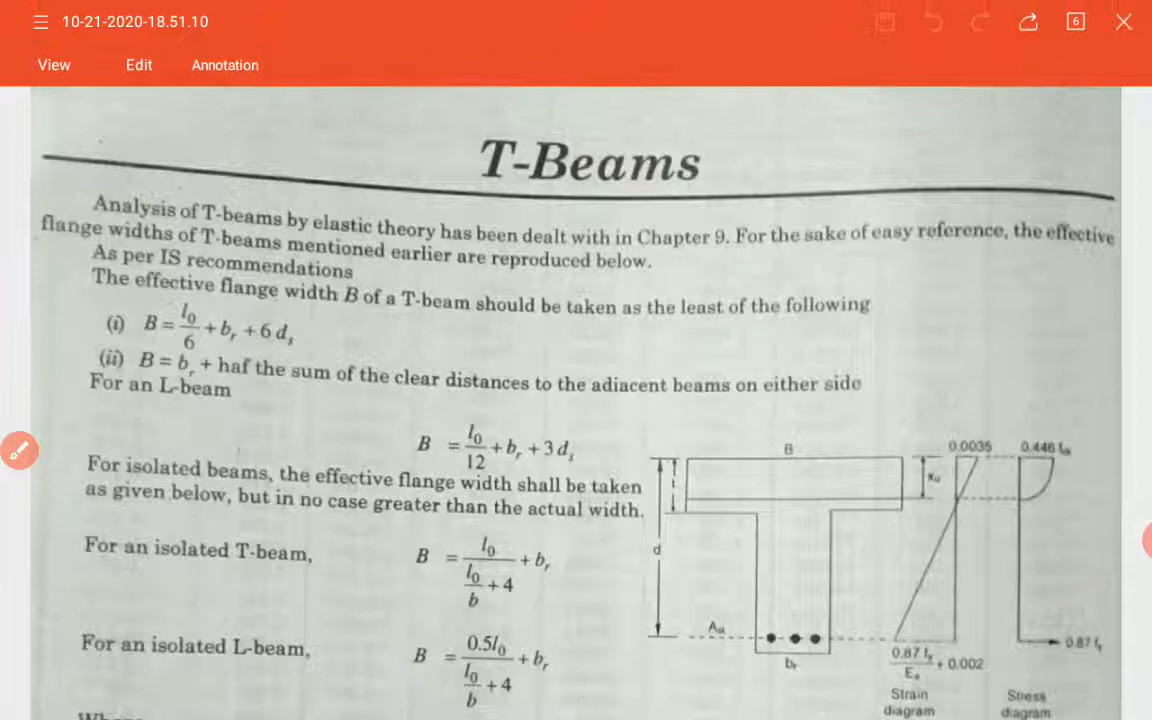 10-21-2020-18.51.10
6
View Edit Annotation
T-Beams
Analysis of T-beams by elastic theory has been dealt with in Chapter 9. For the sake of easy reference, the effective
flange widths of T-beams mentioned earlier are reproduced below.
As per IS recommendations
The effective flange width B of a T-beam should be taken as the least of the following
(i) B = l₀/6 + bᵣ + 6 dₛ
(ii) B = bᵣ + haf the sum of the clear distances to the adiacent beams on either side
For an L-beam
B = l₀/12 + bᵣ + 3 dₛ
For isolated beams, the effective flange width shall be taken
as given below, but in no case greater than the actual width.
For an isolated T-beam, B = l₀/(l₀/b + 4) + bᵣ
For an isolated L-beam, B = 0.5l₀/(l₀/b + 4) + bᵣ
B
0.0035
0.446 f
xᵤ
d
Aₛₜ
bᵣ
0.87 fᵧ/Eₛ + 0.002
0.87 fᵧ
Strain
diagram
Stress
diagram